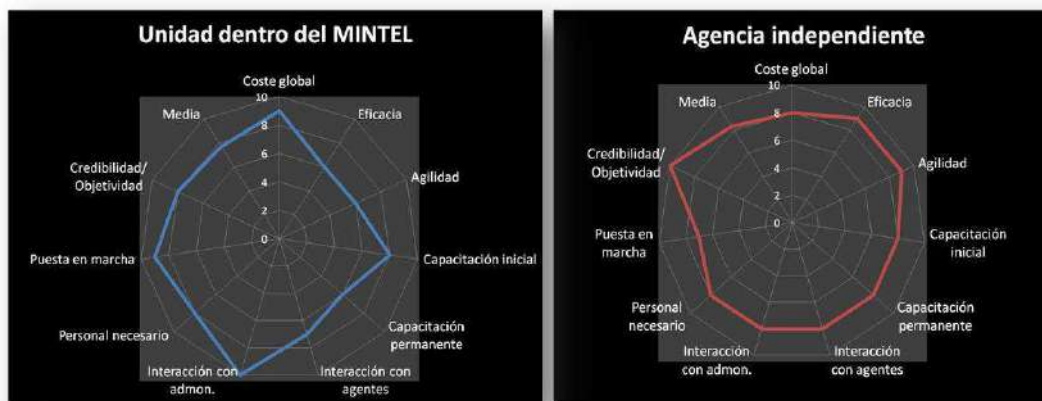 Unidad dentro del MINTEL
Coste global
10
8
6
4
2
0
Eficacia
Agilidad
Capacitación inicial
Capacitación
permanente
Interacción con
agentes
Interacción con
admon.
Personal necesario
Puesta en marcha
Credibilidad/
Objetividad
Media
Agencia independiente
Coste global
10
8
6
4
2
0
Eficacia
Agilidad
Capacitación
inicial
Capacitación
permanente
Interacción
con agentes
Interacción
con admon.
Personal
necesario
Puesta en
marcha
Credibilidad/
Objetividad
Media